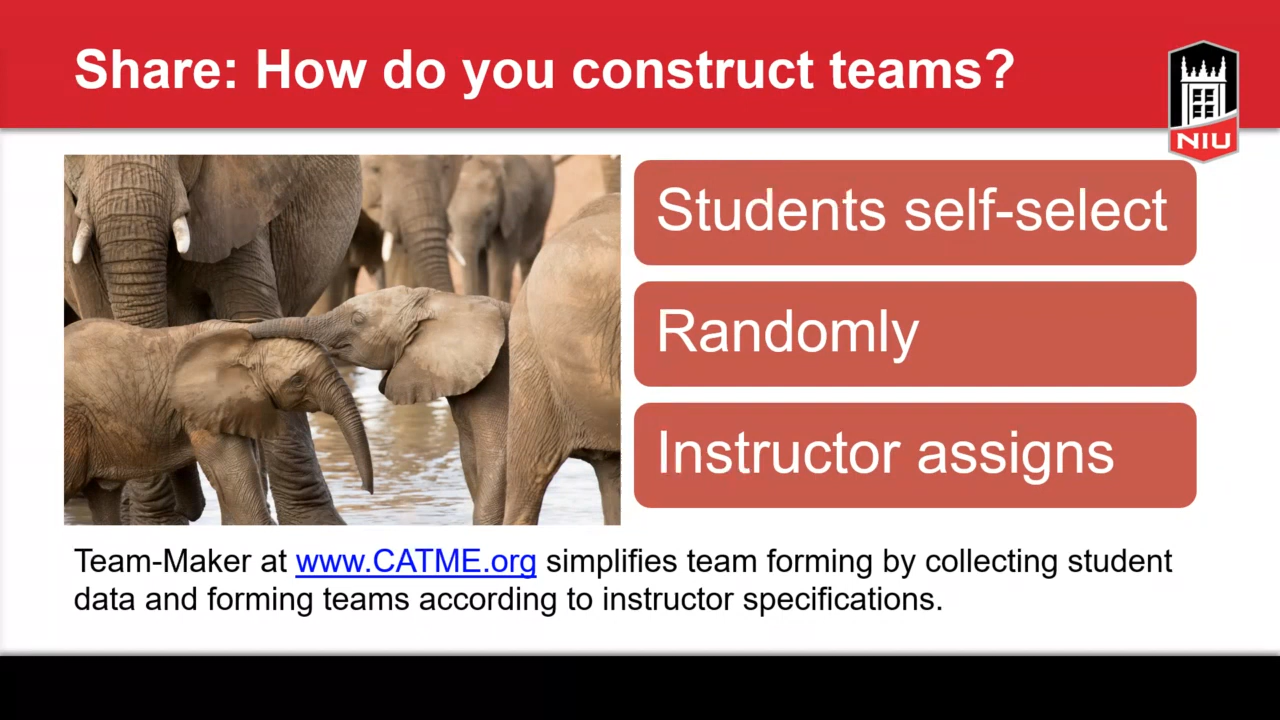 Share: How do you construct teams?
NIU
Students self-select
Randomly
Instructor assigns
Team-Maker at www.CATME.org simplifies team forming by collecting student
data and forming teams according to instructor specifications.